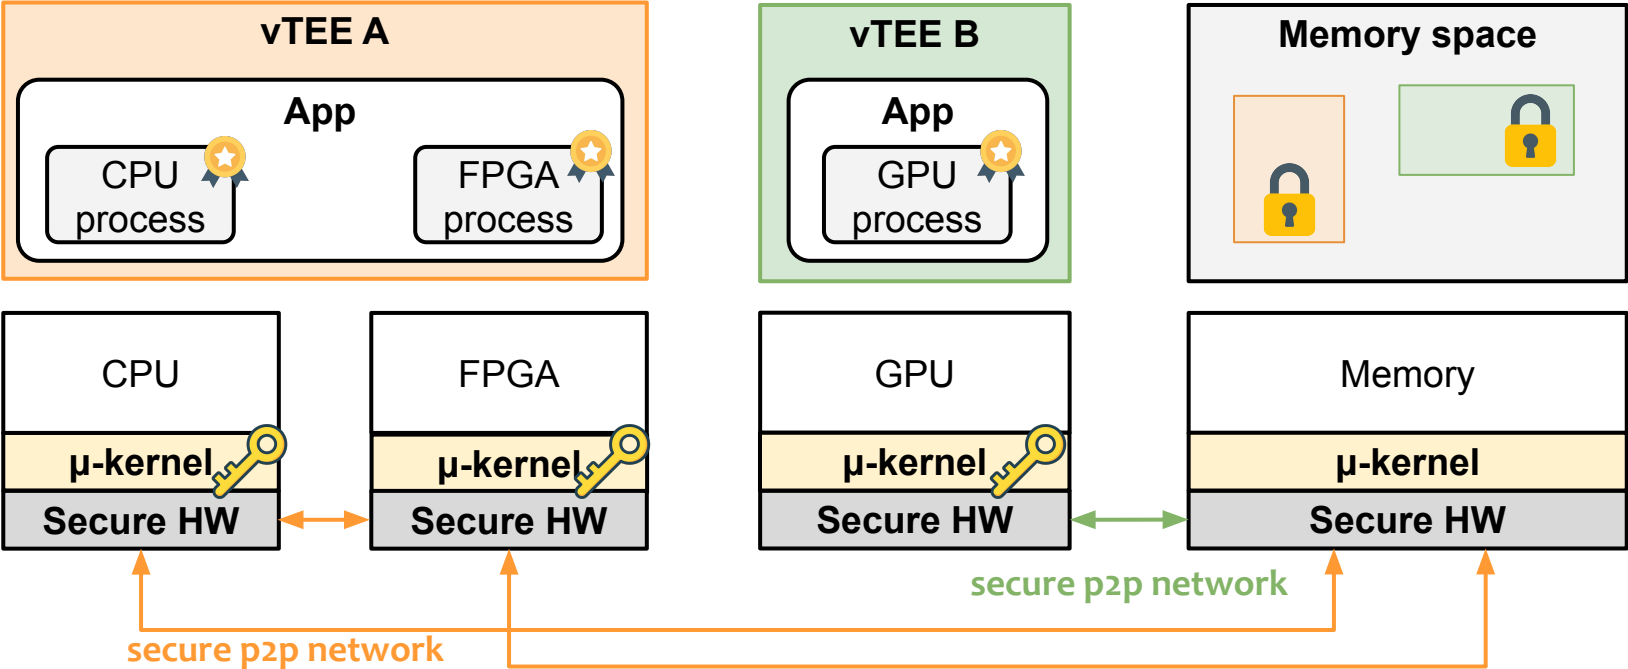 vTEE A
vTEE B
Memory space
App
App
CPU
process
FPGA
process
GPU
process
CPU
FPGA
GPU
Memory
μ-kernel
μ-kernel
μ-kernel
μ-kernel
Secure HW
Secure HW
Secure HW
Secure HW
secure p2p network
secure p2p network